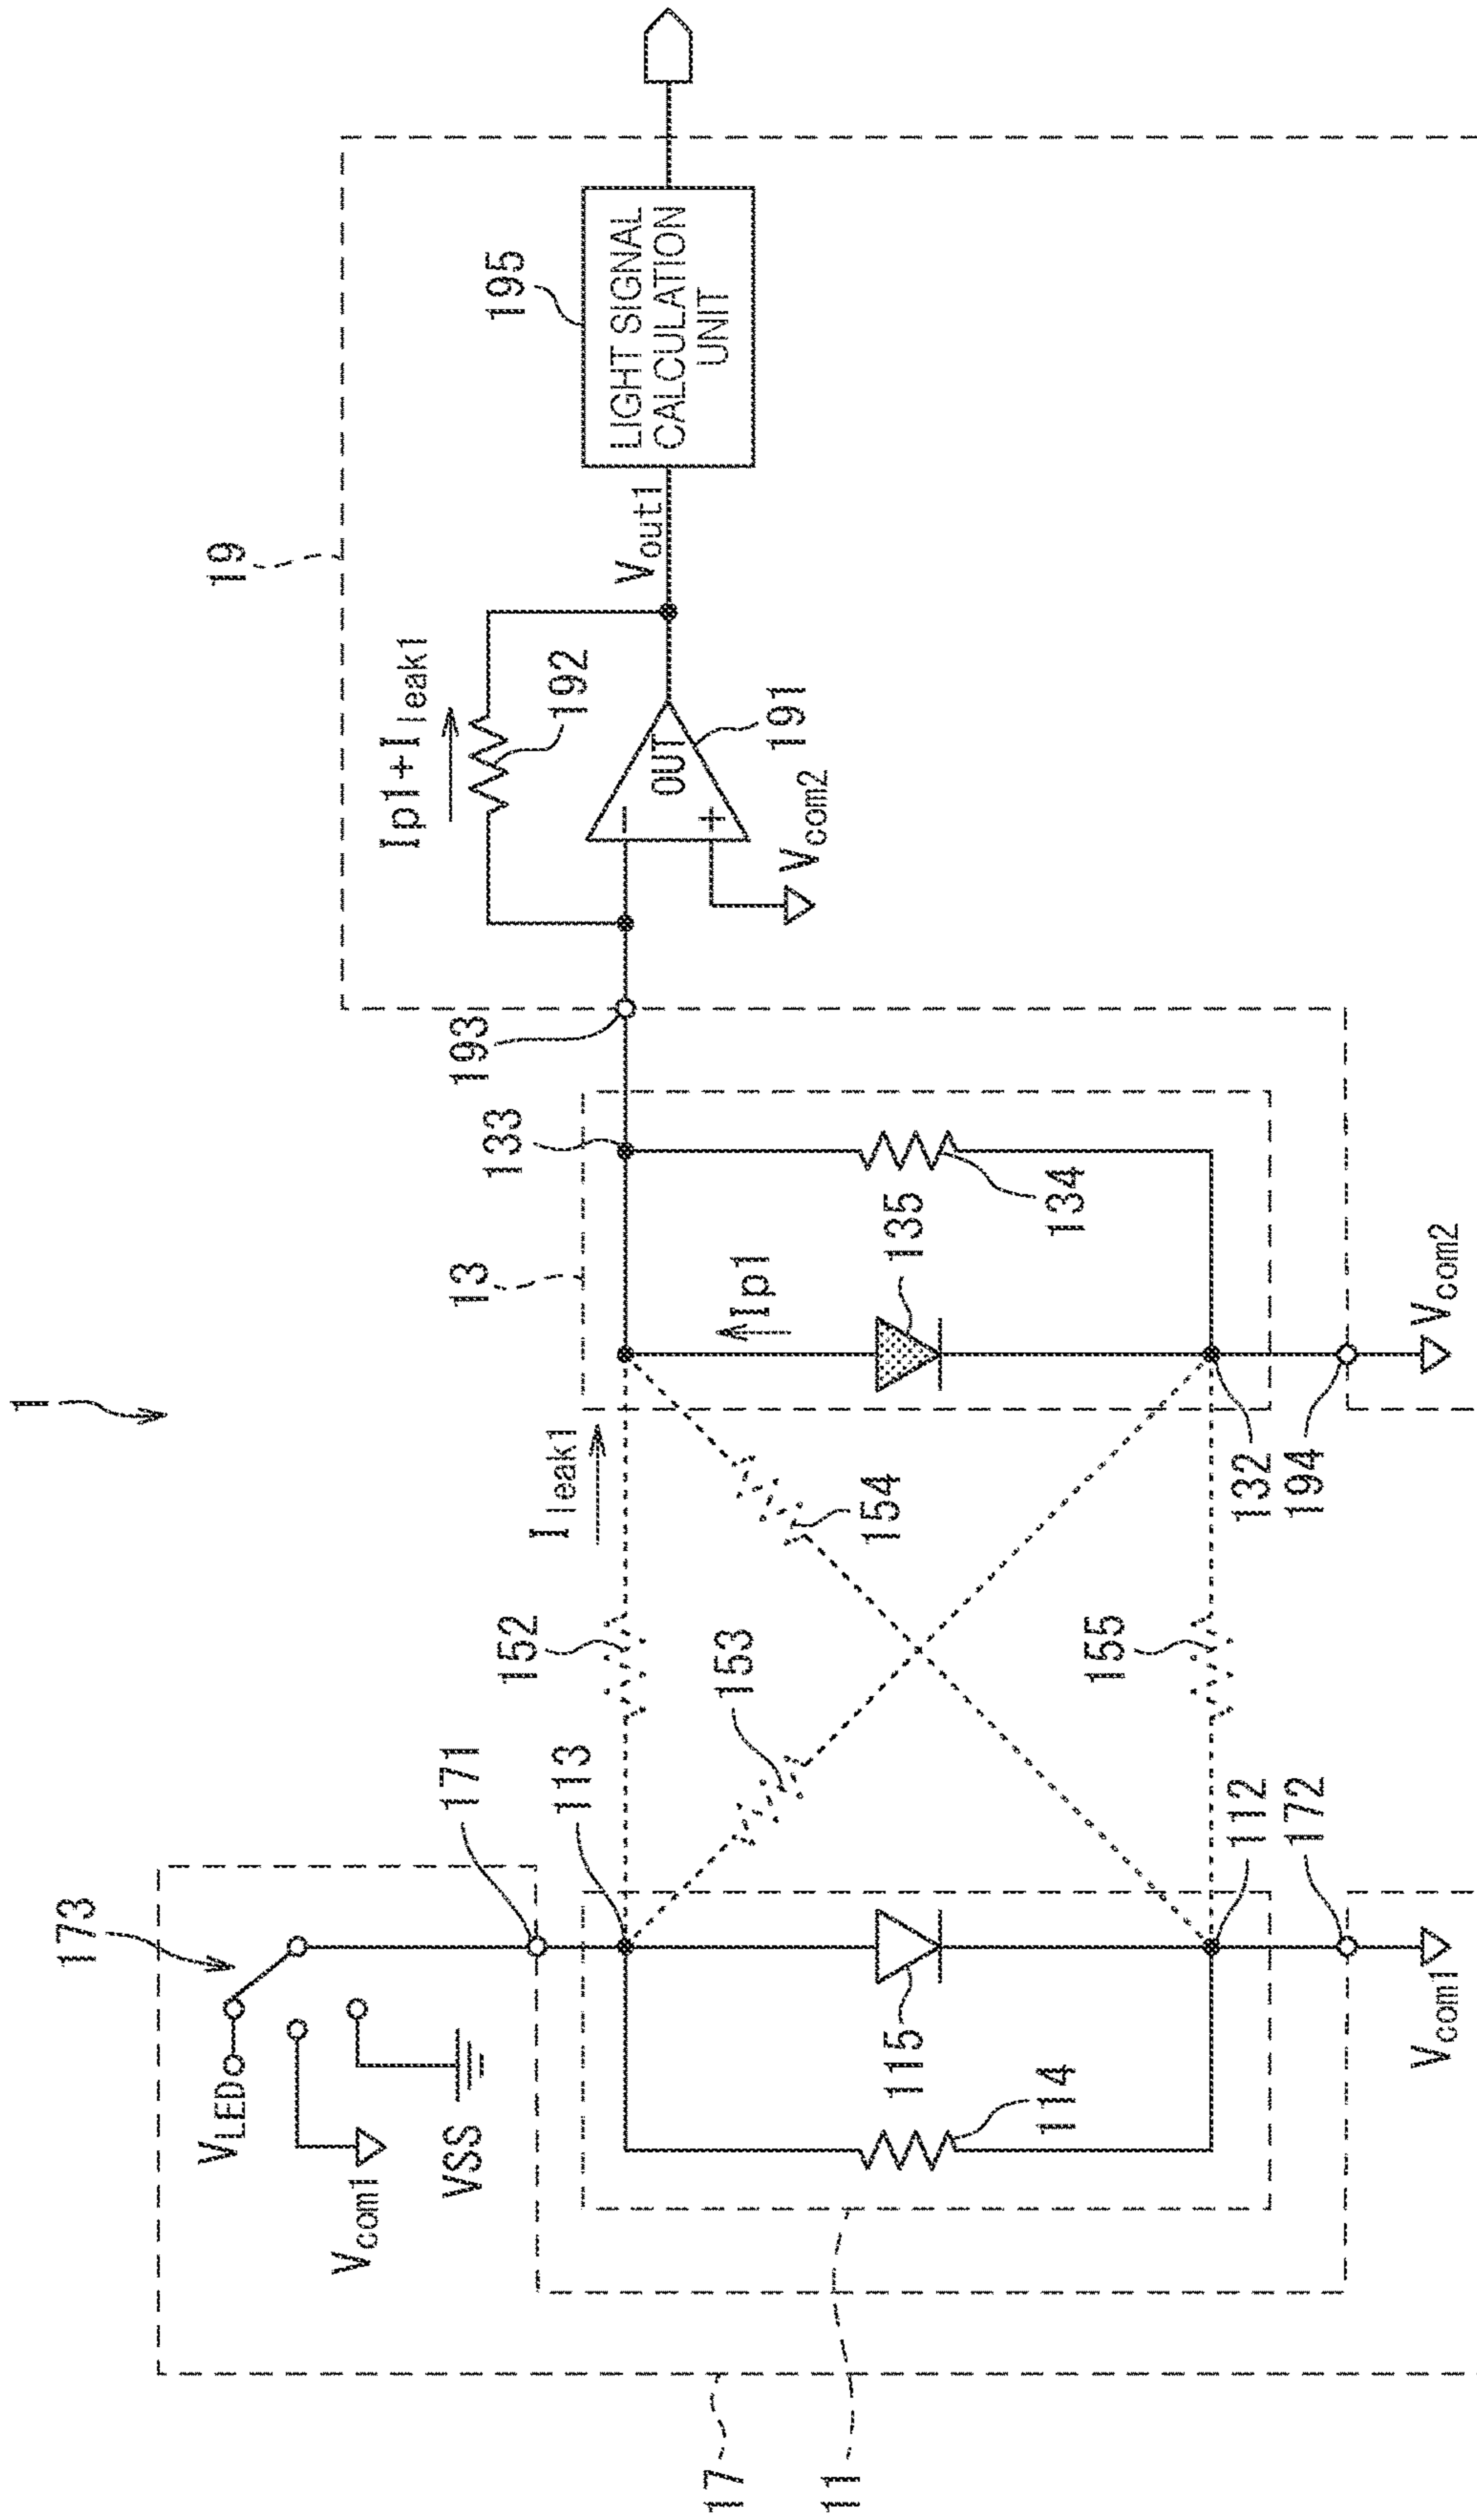 1
173
VLED
Vcom1
VSS
171
113
115
114
112
172
Vcom1
17
11
152
153
154
155
Ileak1
13
133
Ip1
135
134
132
194
Vcom2
193
19
Ip1+Ileak1
192
OUT
−
+
191
Vcom2
Vout1
195
LIGHT SIGNAL
CALCULATION
UNIT